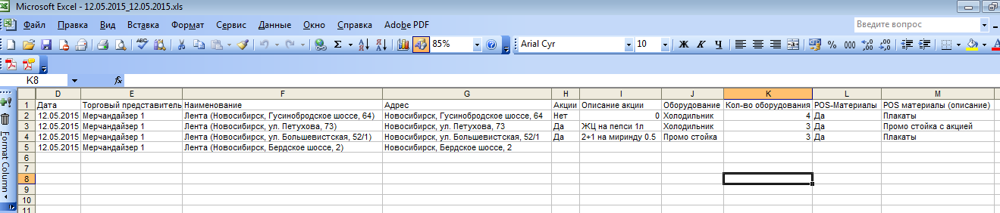 Microsoft Excel - 12.05.2015_12.05.2015.xls
Файл Правка Вид Вставка Формат Сервис Данные Окно Справка Adobe PDF Введите вопрос
85% Arial Cyr 10 Ж К Ч % 000
K8 fx
D E F G H I J K L M
1 Дата Торговый представитель Наименование Адрес Акции Описание акции Оборудование Кол-во оборудования POS-Материалы POS материалы (описание)
2 12.05.2015 Мерчандайзер 1 Лента (Новосибирск, Гусинобродское шоссе, 64) Новосибирск, Гусинобродское шоссе, 64 Нет 0 Холодильник 4 Да Плакаты
3 12.05.2015 Мерчандайзер 1 Лента (Новосибирск, ул. Петухова, 73) Новосибирск, ул. Петухова, 73 Да ЖЦ на пепси 1л Холодильник 3 Да Промо стойка с акцией
4 12.05.2015 Мерчандайзер 1 Лента (Новосибирск, ул. Большевистская, 52/1) Новосибирск, ул. Большевистская, 52/1 Да 2+1 на миринду 0.5 Промо стойка 3 Да Плакаты
5 12.05.2015 Мерчандайзер 1 Лента (Новосибирск, Бердское шоссе, 2) Новосибирск, Бердское шоссе, 2
6
7
8
9
10
11
Format Column